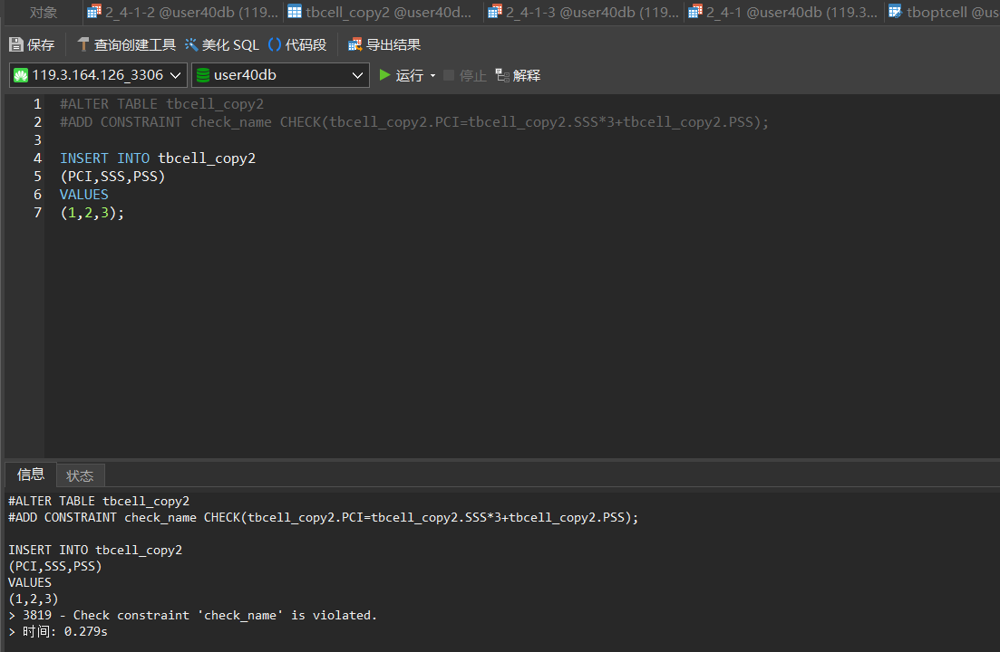 对象 2_4-1-2 @user40db (119... tbcell_copy2 @user40d... 2_4-1-3 @user40db (119... 2_4-1 @user40db (119.3... tboptcell @us
保存 查询创建工具 美化 SQL () 代码段 导出结果
119.3.164.126_3306 user40db 运行 停止 解释
1 #ALTER TABLE tbcell_copy2
2 #ADD CONSTRAINT check_name CHECK(tbcell_copy2.PCI=tbcell_copy2.SSS*3+tbcell_copy2.PSS);
3
4 INSERT INTO tbcell_copy2
5 (PCI,SSS,PSS)
6 VALUES
7 (1,2,3);
信息 状态
#ALTER TABLE tbcell_copy2
#ADD CONSTRAINT check_name CHECK(tbcell_copy2.PCI=tbcell_copy2.SSS*3+tbcell_copy2.PSS);
INSERT INTO tbcell_copy2
(PCI,SSS,PSS)
VALUES
(1,2,3)
> 3819 - Check constraint 'check_name' is violated.
> 时间: 0.279s